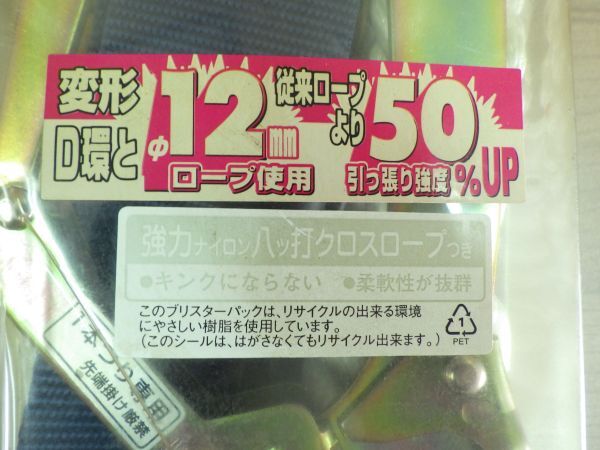 変形
D環と
φ12mm
ロープ使用
従来ロープ
より
50
引っ張り強度
%UP
強力ナイロン八ッ打クロスロープつき
●キンクにならない ●柔軟性が抜群
このブリスターパックは、リサイクルの出来る環境
にやさしい樹脂を使用しています。
(このシールは、はがさなくてもリサイクル出来ます。)
1
PET
1本つり専用
先端掛け厳禁